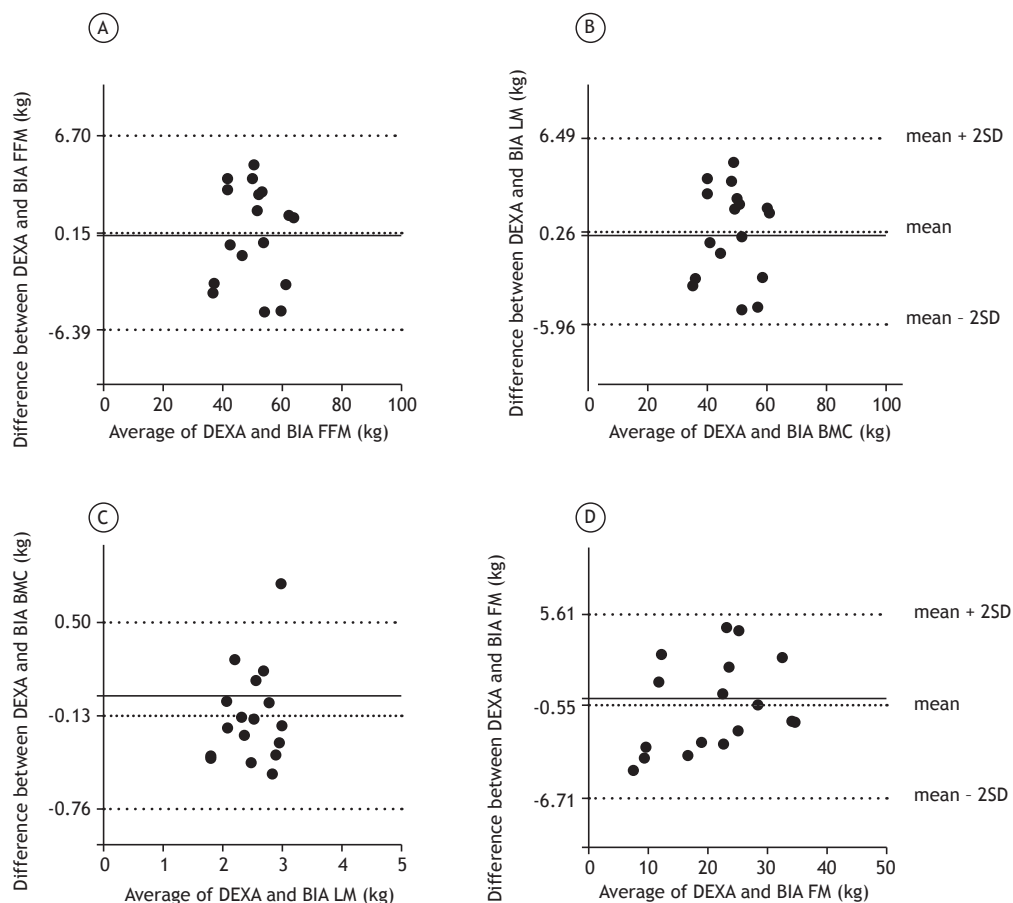 A
Difference between DEXA and BIA FFM (kg)
6.70
0.15
-6.39
0 20 40 60 80 100
Average of DEXA and BIA FFM (kg)
B
Difference between DEXA and BIA LM (kg)
6.49
0.26
-5.96
mean + 2SD
mean
mean - 2SD
0 20 40 60 80 100
Average of DEXA and BIA BMC (kg)
C
Difference between DEXA and BIA BMC (kg)
0.50
-0.13
-0.76
0 1 2 3 4 5
Average of DEXA and BIA LM (kg)
D
Difference between DEXA and BIA FM (kg)
5.61
-0.55
-6.71
mean + 2SD
mean
mean - 2SD
0 10 20 30 40 50
Average of DEXA and BIA FM (kg)